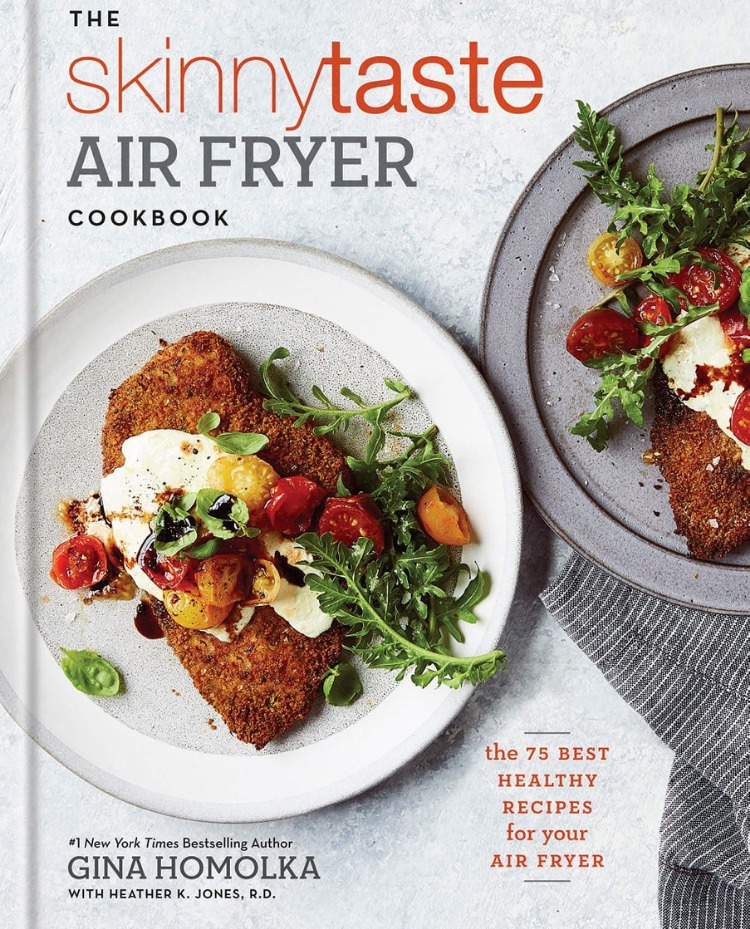 THE
skinnytaste
AIR FRYER
COOKBOOK
the 75 BEST
HEALTHY
RECIPES
for your
AIR FRYER
#1 New York Times Bestselling Author
GINA HOMOLKA
WITH HEATHER K. JONES, R.D.